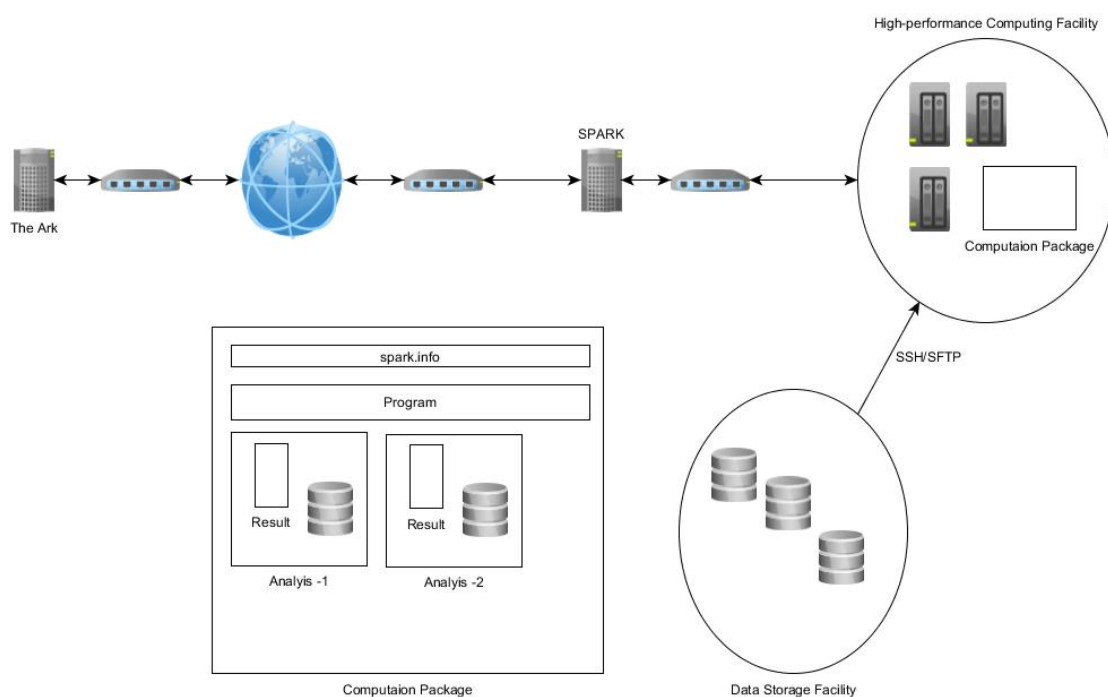 High-performance Computing Facility
SPARK
The Ark
Computaion Package
SSH/SFTP
spark.info
Program
Result
Result
Analyis -1
Analyis -2
Computaion Package
Data Storage Facility